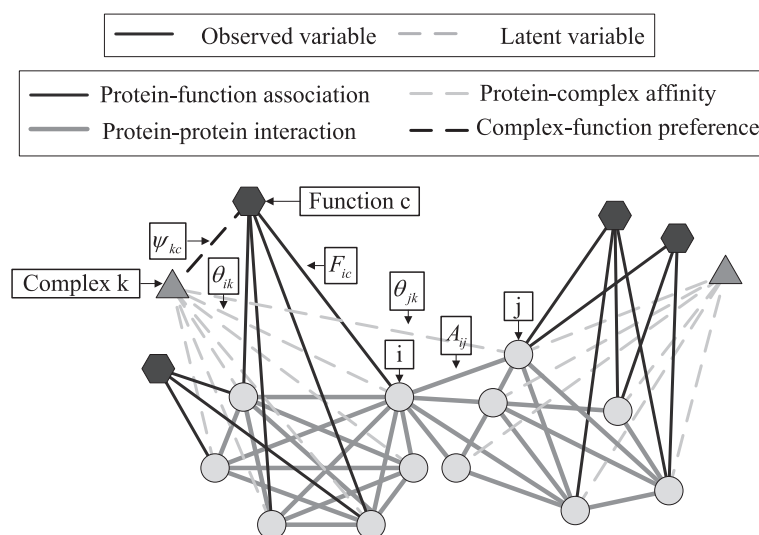 Observed variable
Latent variable
Protein-function association
Protein-complex affinity
Protein-protein interaction
Complex-function preference
Function c
ψkc
Fic
Complex k
θik
θjk
j
Aij
i